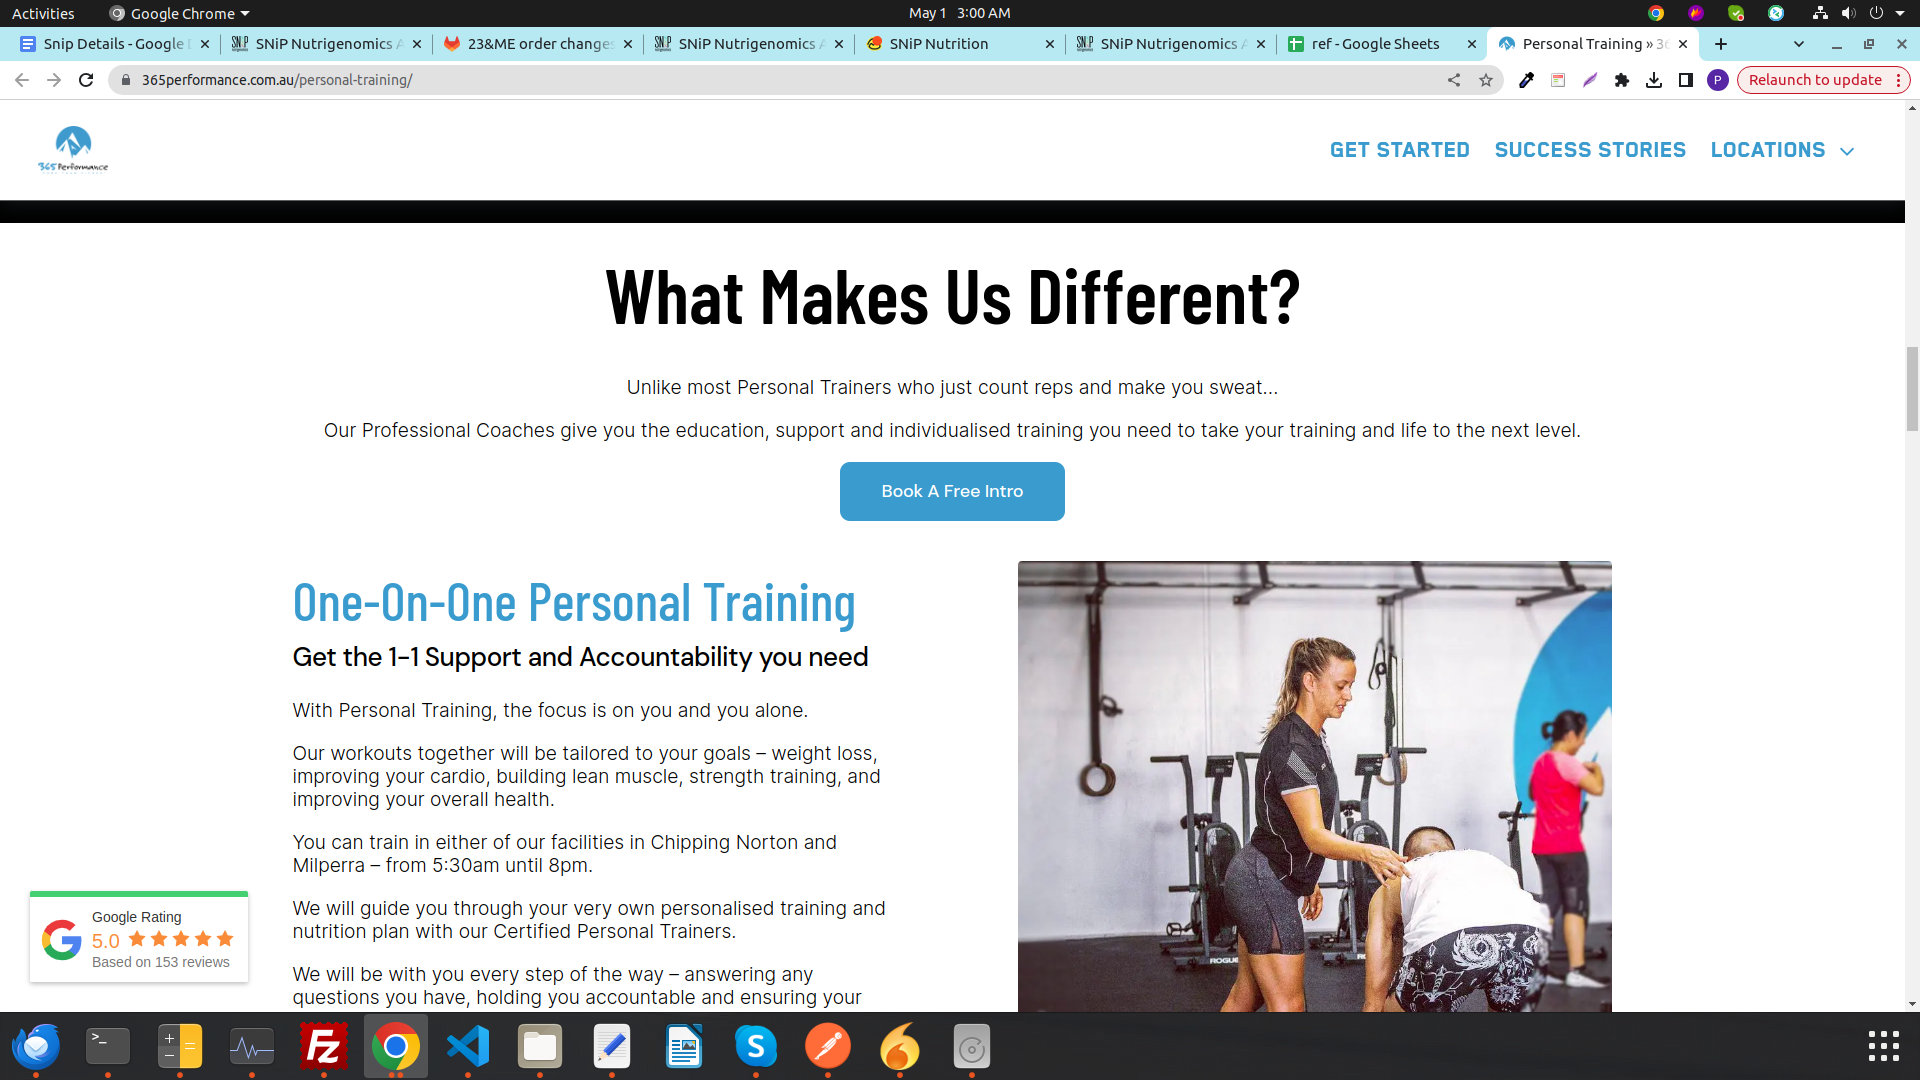 Activities
Google Chrome
May 1 3:00 AM
Snip Details - Google
SNiP Nutrigenomics
23&ME order changes
SNiP Nutrigenomics
SNiP Nutrition
SNiP Nutrigenomics
ref - Google Sheets
Personal Training » 36
365performance.com.au/personal-training/
P
Relaunch to update
365 Performance
GET STARTED
SUCCESS STORIES
LOCATIONS
What Makes Us Different?
Unlike most Personal Trainers who just count reps and make you sweat...
Our Professional Coaches give you the education, support and individualised training you need to take your training and life to the next level.
Book A Free Intro
One-On-One Personal Training
Get the 1-1 Support and Accountability you need
With Personal Training, the focus is on you and you alone.
Our workouts together will be tailored to your goals – weight loss,
improving your cardio, building lean muscle, strength training, and
improving your overall health.
You can train in either of our facilities in Chipping Norton and
Milperra – from 5:30am until 8pm.
We will guide you through your very own personalised training and
nutrition plan with our Certified Personal Trainers.
We will be with you every step of the way – answering any
questions you have, holding you accountable and ensuring your
ROGUE
Google Rating
5.0
Based on 153 reviews